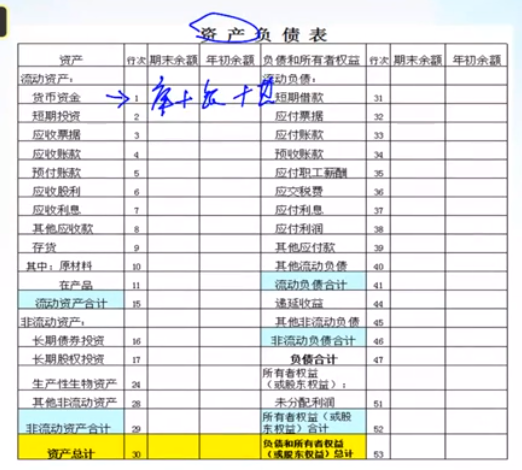 资产负债表
资产 行次 期末余额 年初余额 负债和所有者权益 行次 期末余额 年初余额
流动资产： 流动负债：
货币资金 1 短期借款 31
短期投资 2 应付票据 32
应收票据 3 应付账款 33
应收账款 4 预收账款 34
预付账款 5 应付职工薪酬 35
应收股利 6 应交税费 36
应收利息 7 应付利息 37
其他应收款 8 应付利润 38
存货 9 其他应付款 39
其中：原材料 10 其他流动负债 40
在产品 11 流动负债合计 41
流动资产合计 15 递延收益 44
非流动资产： 其他非流动负债 45
长期债券投资 16 非流动负债合计 46
长期股权投资 17 负债合计 47
生产性生物资产 24 所有者权益
（或股东权益）：
其他非流动资产 28 未分配利润 51
非流动资产合计 29 所有者权益（或股
东权益）合计 52
资产总计 30 负债和所有者权益
（或股东权益）总计 53